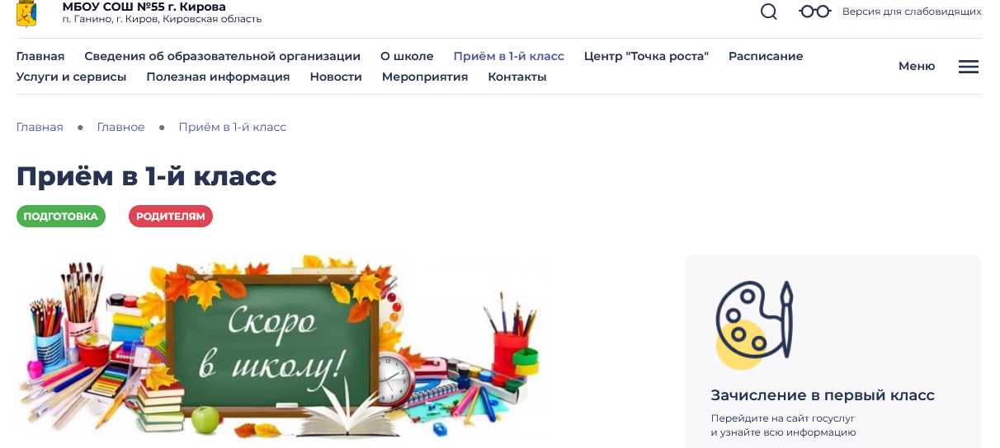 МБОУ СОШ №55 г. Кирова
п. Ганино, г. Киров, Кировская область
Версия для слабовидящих
Главная Сведения об образовательной организации О школе Приём в 1-й класс Центр "Точка роста" Расписание
Услуги и сервисы Полезная информация Новости Мероприятия Контакты
Меню
Главная ● Главное ● Приём в 1-й класс
Приём в 1-й класс
ПОДГОТОВКА РОДИТЕЛЯМ
Скоро
в школу!
Зачисление в первый класс
Перейдите на сайт госуслуг
и узнайте всю информацию